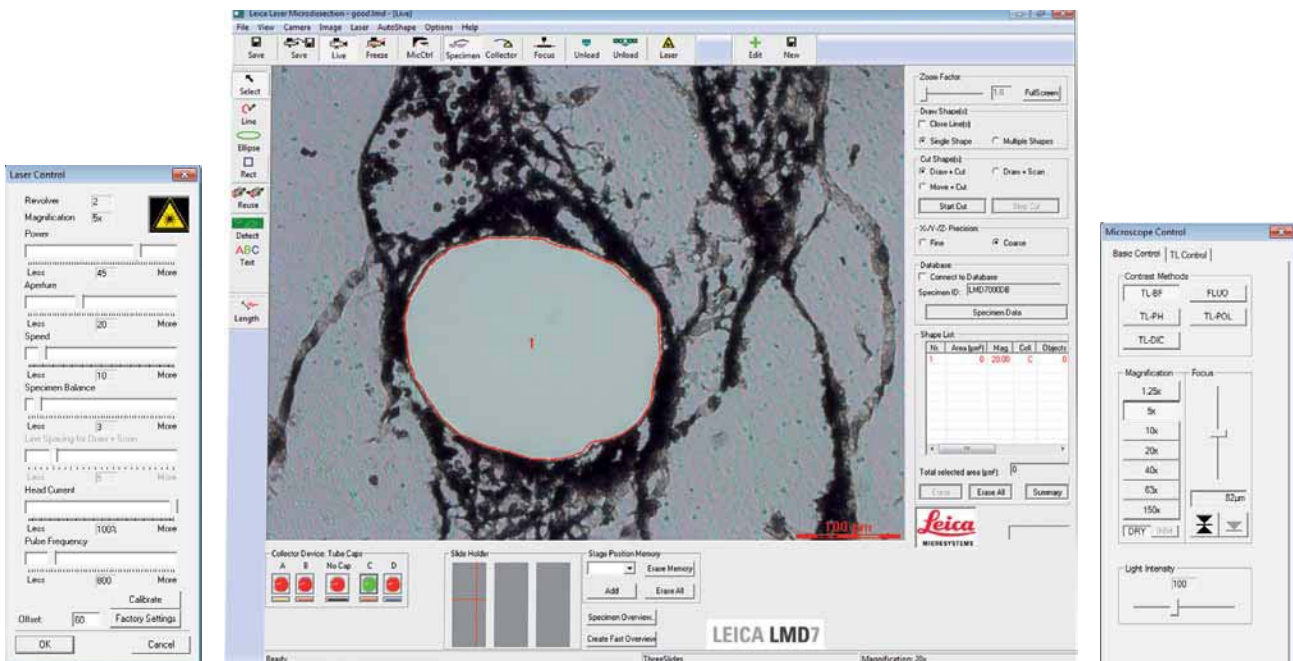 Laser Control
Revolver 2
Magnification 5x
Power
Less 45 More
Aperture
Less 20 More
Speed
Less 10 More
Specimen Balance
Less 3 More
Line Spacing for Draw + Scan
Less More
Head Current
Less 100% More
Pulse Frequency
Less 800 More
Calibrate
Offset: 60 Factory Settings
OK Cancel
Leica Laser Microdissection - good.lmd - [Live]
File View Camera Image Laser AutoShape Options Help
Save Save Live Freeze MicCtrl Specimen Collector Focus Unload Unload Laser Edit New
Select
Line
Ellipse
Rect
Reuse
Detect
ABC
Text
Length
1
100 µm
Zoom Factor
1.0 FullScreen
Draw Shape(s):
Close Line(s)
Single Shape Multiple Shapes
Cut Shape(s):
Draw + Cut Draw + Scan
Move + Cut
Start Cut Stop Cut
X-/Y-/Z- Precision
Fine Coarse
Database:
Connect to Database
Specimen ID: LMD7000DB
Specimen Data
Shape List:
Nr. Area [µm²] Mag. Coll. Objects
1 0 20.00 C 0
Total selected area (µm²): 0
Erase Erase All Summary
Leica
MICROSYSTEMS
Collector Device: Tube Caps
A B No Cap C D
Slide Holder
Stage Position Memory
Erase Memory
Add Erase All
Specimen Overview..
Create Fast Overview
LEICA LMD7
Ready ThreeSlides Magnification: 20x
Microscope Control
Basic Control TL Control
Contrast Methods
TL-BF FLUO
TL-PH TL-POL
TL-DIC
Magnification Focus
1.25x
5x
10x
20x
40x
63x
150x
82µm
DRY IMM
Light Intensity
100